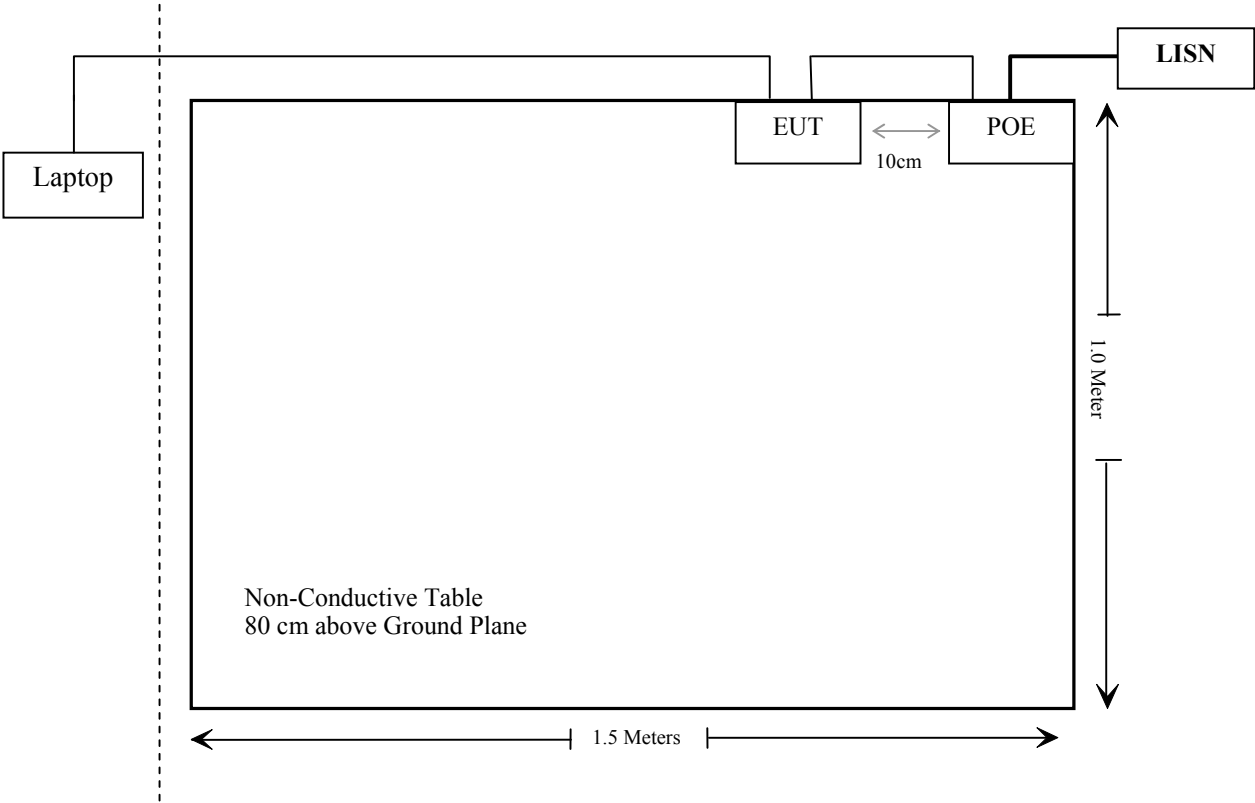 LISN
EUT
POE
10cm
Laptop
1.0 Meter
Non-Conductive Table
80 cm above Ground Plane
1.5 Meters